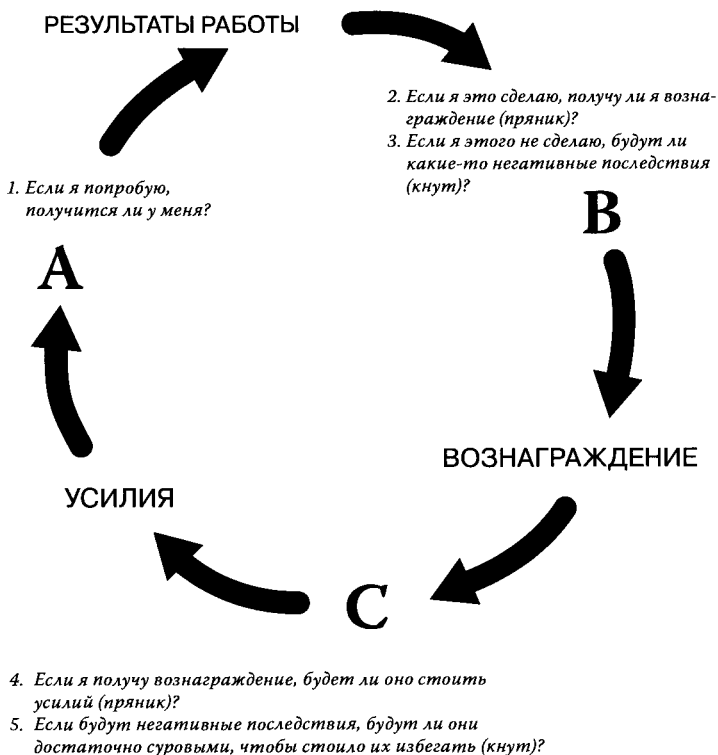 РЕЗУЛЬТАТЫ РАБОТЫ
2. Если я это сделаю, получу ли я возна-
граждение (пряник)?
3. Если я этого не сделаю, будут ли
какие-то негативные последствия
(кнут)?
1. Если я попробую,
получится ли у меня?
B
A
ВОЗНАГРАЖДЕНИЕ
УСИЛИЯ
C
4. Если я получу вознаграждение, будет ли оно стоить
усилий (пряник)?
5. Если будут негативные последствия, будут ли они
достаточно суровыми, чтобы стоило их избегать (кнут)?